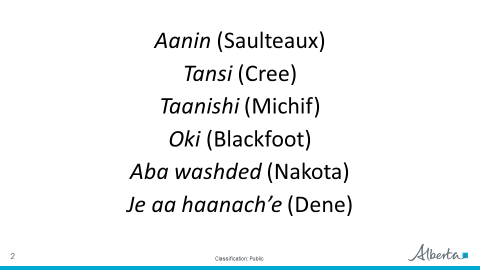 Aanin (Saulteaux)
Tansi (Cree)
Taanishi (Michif)
Oki (Blackfoot)
Aba washded (Nakota)
Je aa haanach’e (Dene)
2
Classification: Public
Alberta